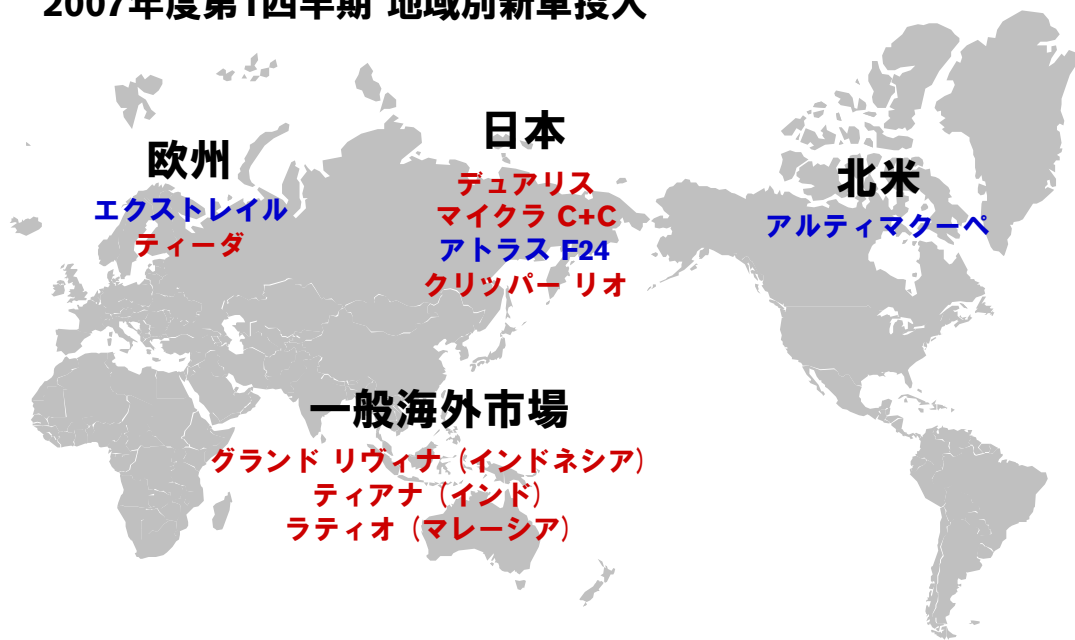 2007年度第1四半期 地域別新車投入
日本
デュアリス
マイクラ C+C
アトラス F24
クリッパー リオ
欧州
エクストレイル
ティーダ
北米
アルティマクーペ
一般海外市場
グランド リヴィナ（インドネシア）
ティアナ（インド）
ラティオ（マレーシア）